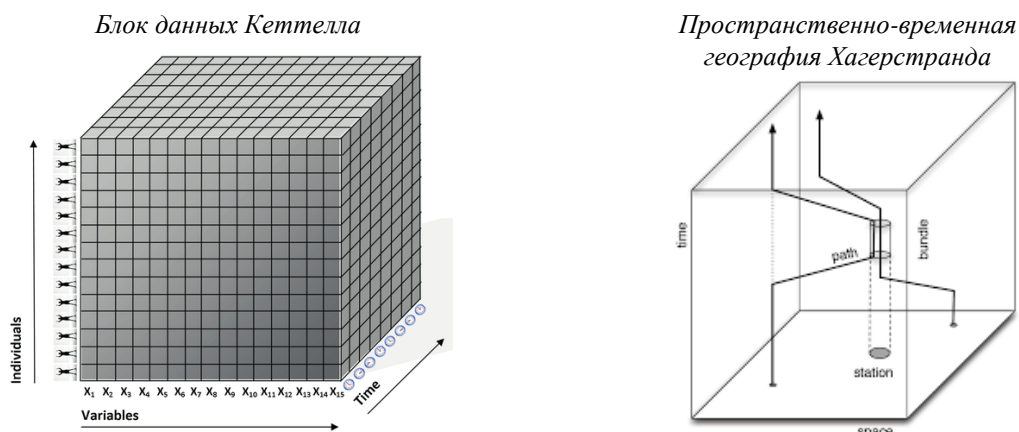 Блок данных Кеттелла
Пространственно-временная
география Хагерстранда
Individuals
X₁ X₂ X₃ X₄ X₅ X₆ X₇ X₈ X₉ X₁₀ X₁₁ X₁₂ X₁₃ X₁₄ X₁₅
Variables
Time
time
path
bundle
station
space